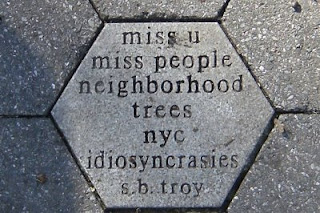 miss u
miss people
neighborhood
trees
nyc
idiosyncrasies
s.b. troy